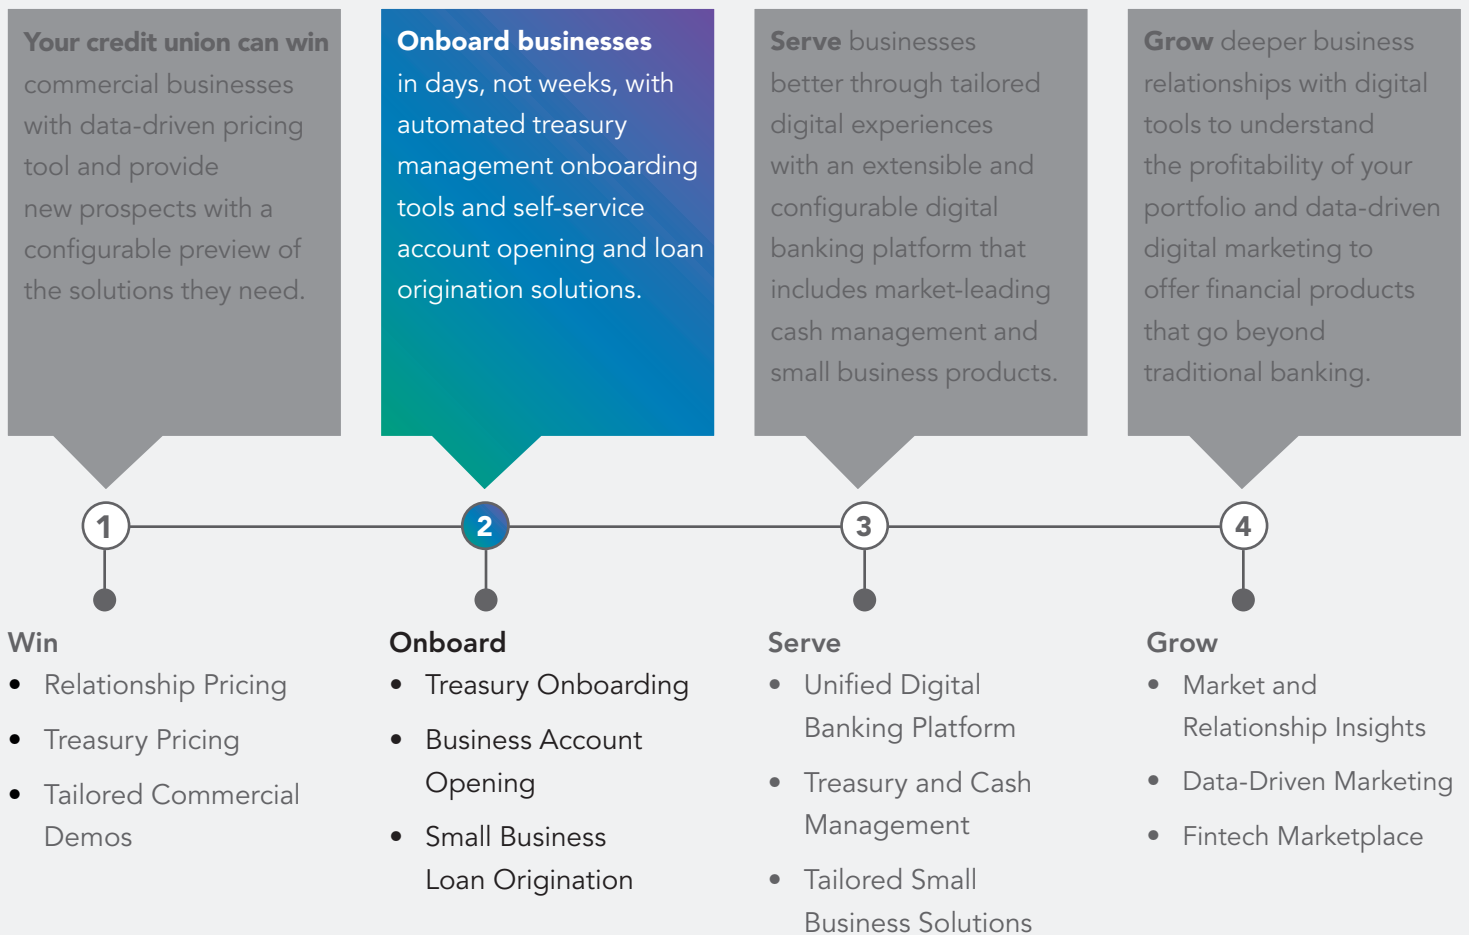 Your credit union can win
commercial businesses
with data-driven pricing
tool and provide
new prospects with a
configurable preview of
the solutions they need.
Onboard businesses
in days, not weeks, with
automated treasury
management onboarding
tools and self-service
account opening and loan
origination solutions.
Serve businesses
better through tailored
digital experiences
with an extensible and
configurable digital
banking platform that
includes market-leading
cash management and
small business products.
Grow deeper business
relationships with digital
tools to understand
the profitability of your
portfolio and data-driven
digital marketing to
offer financial products
that go beyond
traditional banking.
1
2
3
4
Win
• Relationship Pricing
• Treasury Pricing
• Tailored Commercial
Demos
Onboard
• Treasury Onboarding
• Business Account
Opening
• Small Business
Loan Origination
Serve
• Unified Digital
Banking Platform
• Treasury and Cash
Management
• Tailored Small
Business Solutions
Grow
• Market and
Relationship Insights
• Data-Driven Marketing
• Fintech Marketplace